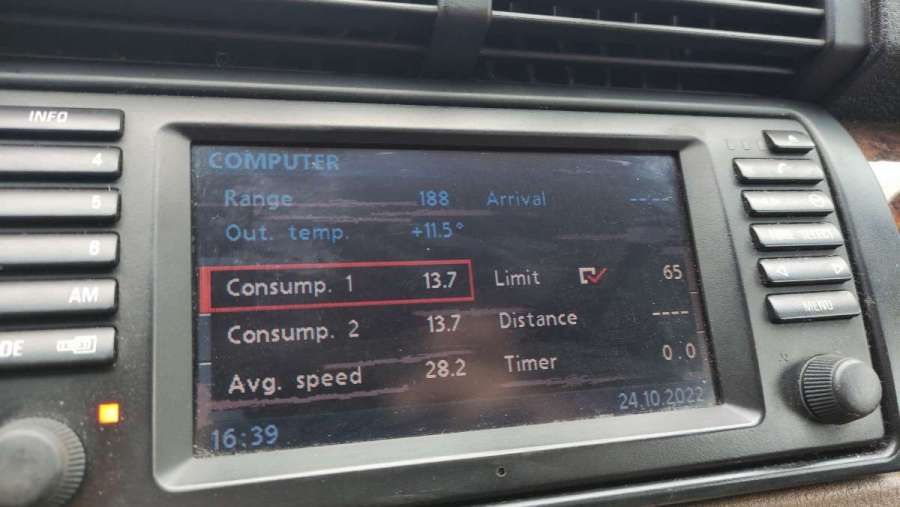 INFO
4
5
6
AM
COMPUTER
Range 188 Arrival --:--
Out. temp. +11.5°
Consump. 1 13.7 Limit 65
Consump. 2 13.7 Distance ----
Avg. speed 28.2 Timer 0.0
16:39 24.10.2022
MENU